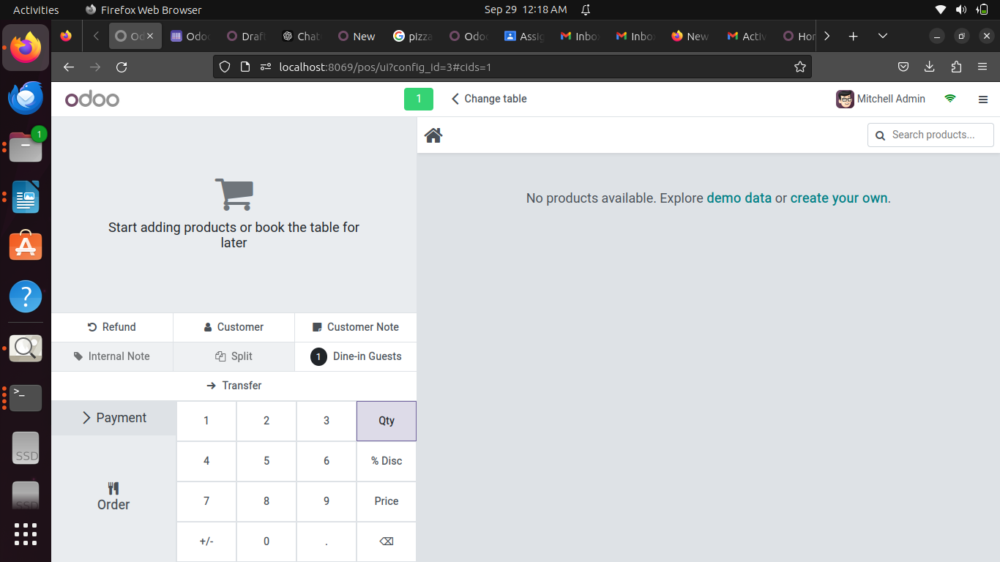 Activities
Firefox Web Browser
Sep 29 12:18 AM
Odoo
Draft
New
pizza
Assig
Inbo
Inbo
New
Activ
Hor
localhost:8069/pos/ui?config_id=3#cids=1
odoo
1
Change table
Mitchell Admin
Search products...
No products available. Explore demo data or create your own.
Start adding products or book the table for
later
Refund
Customer
Customer Note
Internal Note
Split
1 Dine-in Guests
Transfer
Payment
1 2 3 Qty
4 5 6 % Disc
7 8 9 Price
Order
+/- 0 . ⌫
1
>_
SSD
SSD